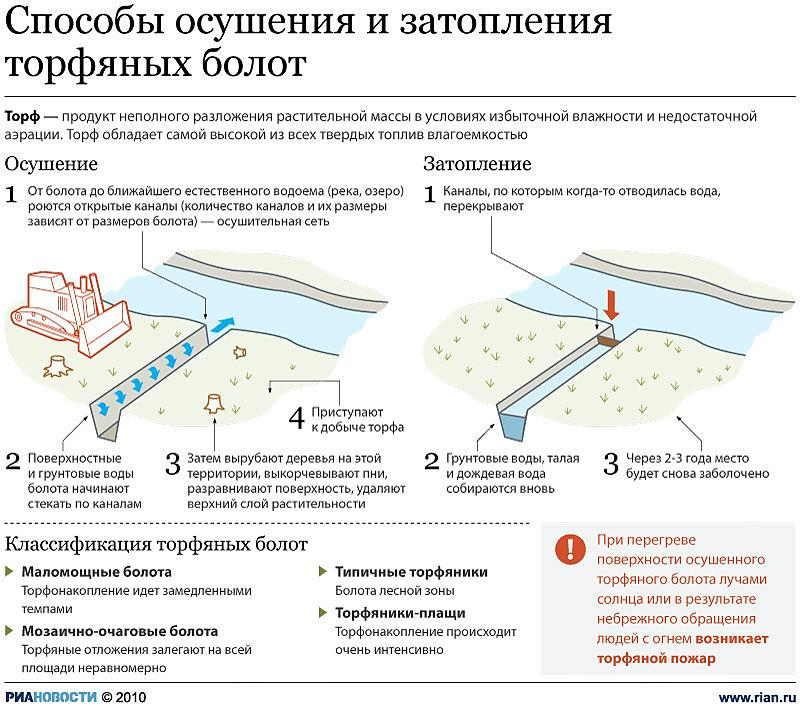 Способы осушения и затопления
торфяных болот
Торф — продукт неполного разложения растительной массы в условиях избыточной влажности и недостаточной
аэрации. Торф обладает самой высокой из всех твердых топлив влагоемкостью
Осушение
1 От болота до ближайшего естественного водоема (река, озеро)
роются открытые каналы (количество каналов и их размеры
зависят от размеров болота) — осушительная сеть
2 Поверхностные
и грунтовые воды
болота начинают
стекать по каналам
3 Затем вырубают деревья на этой
территории, выкорчевывают пни,
разравнивают поверхность, удаляют
верхний слой растительности
4 Приступают
к добыче торфа
Затопление
1 Каналы, по которым когда-то отводилась вода,
перекрывают
2 Грунтовые воды, талая
и дождевая вода
собираются вновь
3 Через 2-3 года место
будет снова заболочено
Классификация торфяных болот
Маломощные болота
Торфонакопление идет замедленными
темпами
Мозаично-очаговые болота
Торфяные отложения залегают на всей
площади неравномерно
Типичные торфяники
Болота лесной зоны
Торфяники-плащи
Торфонакопление происходит
очень интенсивно
!
При перегреве
поверхности осушенного
торфяного болота лучами
солнца или в результате
небрежного обращения
людей с огнем возникает
торфяной пожар
РИАНОВОСТИ © 2010
www.rian.ru